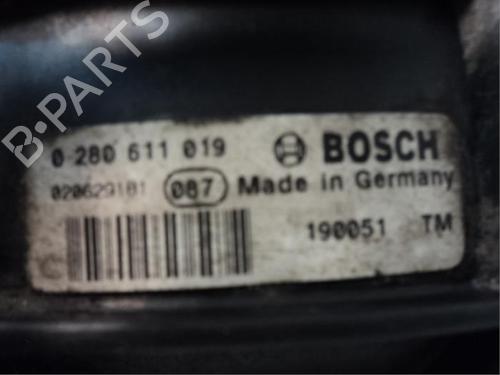 B-PARTS
0 280 611 019 BOSCH
020629181 087 Made in Germany
190051 TM